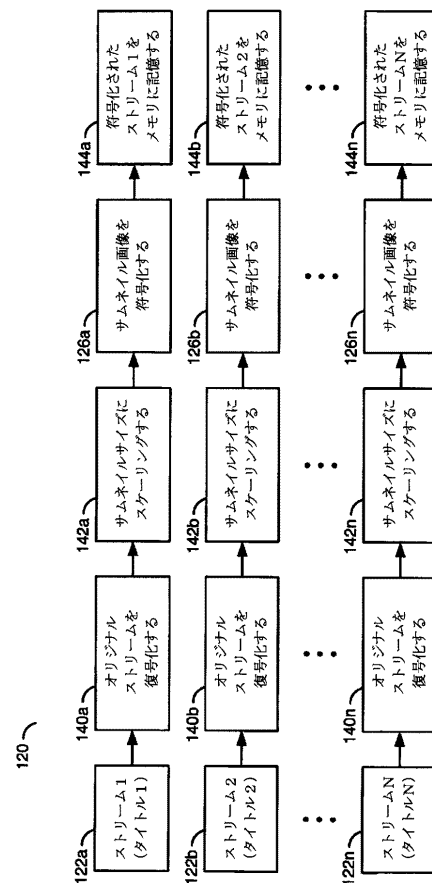 120
122a
ストリーム1
(タイトル1)
140a
オリジナル
ストリームを
復号化する
142a
サムネイルサイズに
スケーリングする
126a
サムネイル画像を
符号化する
144a
符号化された
ストリーム1を
メモリに記憶する
122b
ストリーム2
(タイトル2)
140b
オリジナル
ストリームを
復号化する
142b
サムネイルサイズに
スケーリングする
126b
サムネイル画像を
符号化する
144b
符号化された
ストリーム2を
メモリに記憶する
122n
ストリームN
(タイトルN)
140n
オリジナル
ストリームを
復号化する
142n
サムネイルサイズに
スケーリングする
126n
サムネイル画像を
符号化する
144n
符号化された
ストリームNを
メモリに記憶する